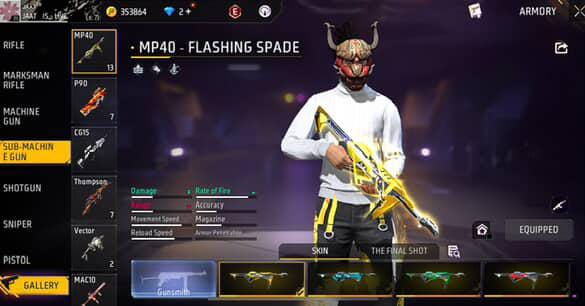 353864
2
E
ARMORY
RIFLE
MARKSMAN
RIFLE
MACHINE
GUN
SUB-MACHIN
E GUN
SHOTGUN
SNIPER
PISTOL
GALLERY
MP40
13
P90
7
CG15
Thompson
7
Vector
2
MAC10
MP40 - FLASHING SPADE
Damage
Rate of Fire
Range
Accuracy
Movement Speed
Magazine
Reload Speed
Armor Penetration
EQUIPPED
SKIN
THE FINAL SHOT
Gunsmith